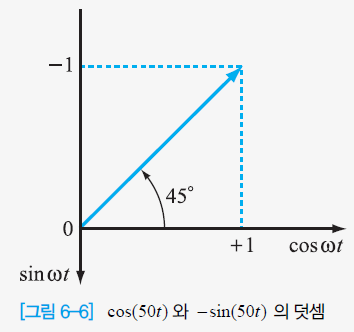 −1
45°
0
+1
cos ωt
sin ωt
[그림 6-6] cos(50t) 와 −sin(50t) 의 덧셈